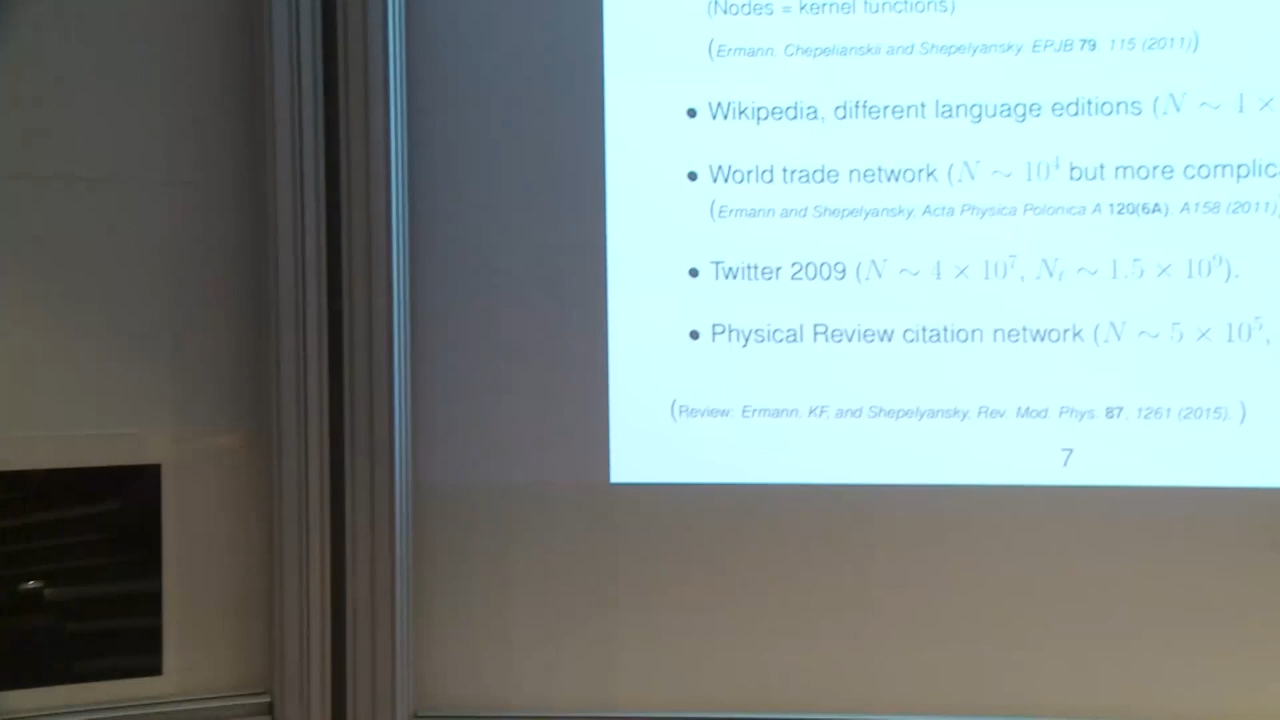 (Nodes = kernel functions)
(Ermann, Chepelianskii and Shepelyansky, EPJB 79, 115 (2011))
• Wikipedia, different language editions (N ∼ 1 ×
• World trade network (N ∼ 10⁴ but more complic
(Ermann and Shepelyansky, Acta Physica Polonica A 120(6A), A158 (2011)
• Twitter 2009 (N ∼ 4 × 10⁷, Nₗ ∼ 1.5 × 10⁹).
• Physical Review citation network (N ∼ 5 × 10⁵,
(Review: Ermann, KF, and Shepelyansky, Rev. Mod. Phys. 87, 1261 (2015). )
7